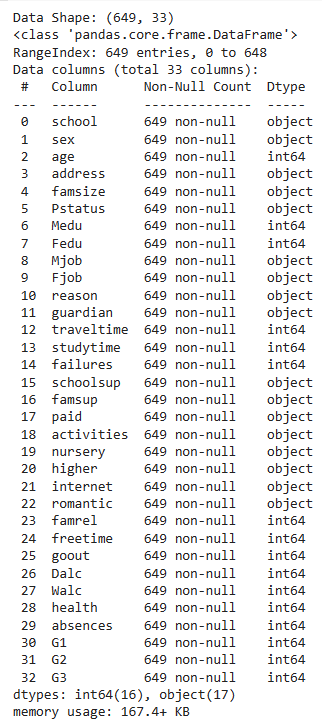 Data Shape: (649, 33)
<class 'pandas.core.frame.DataFrame'>
RangeIndex: 649 entries, 0 to 648
Data columns (total 33 columns):
 #   Column      Non-Null Count  Dtype
---  ------      --------------  -----
 0   school      649 non-null    object
 1   sex         649 non-null    object
 2   age         649 non-null    int64
 3   address     649 non-null    object
 4   famsize     649 non-null    object
 5   Pstatus     649 non-null    object
 6   Medu        649 non-null    int64
 7   Fedu        649 non-null    int64
 8   Mjob        649 non-null    object
 9   Fjob        649 non-null    object
 10  reason      649 non-null    object
 11  guardian    649 non-null    object
 12  traveltime  649 non-null    int64
 13  studytime   649 non-null    int64
 14  failures    649 non-null    int64
 15  schoolsup   649 non-null    object
 16  famsup      649 non-null    object
 17  paid        649 non-null    object
 18  activities  649 non-null    object
 19  nursery     649 non-null    object
 20  higher      649 non-null    object
 21  internet    649 non-null    object
 22  romantic    649 non-null    object
 23  famrel      649 non-null    int64
 24  freetime    649 non-null    int64
 25  goout       649 non-null    int64
 26  Dalc        649 non-null    int64
 27  Walc        649 non-null    int64
 28  health      649 non-null    int64
 29  absences    649 non-null    int64
 30  G1          649 non-null    int64
 31  G2          649 non-null    int64
 32  G3          649 non-null    int64
dtypes: int64(16), object(17)
memory usage: 167.4+ KB